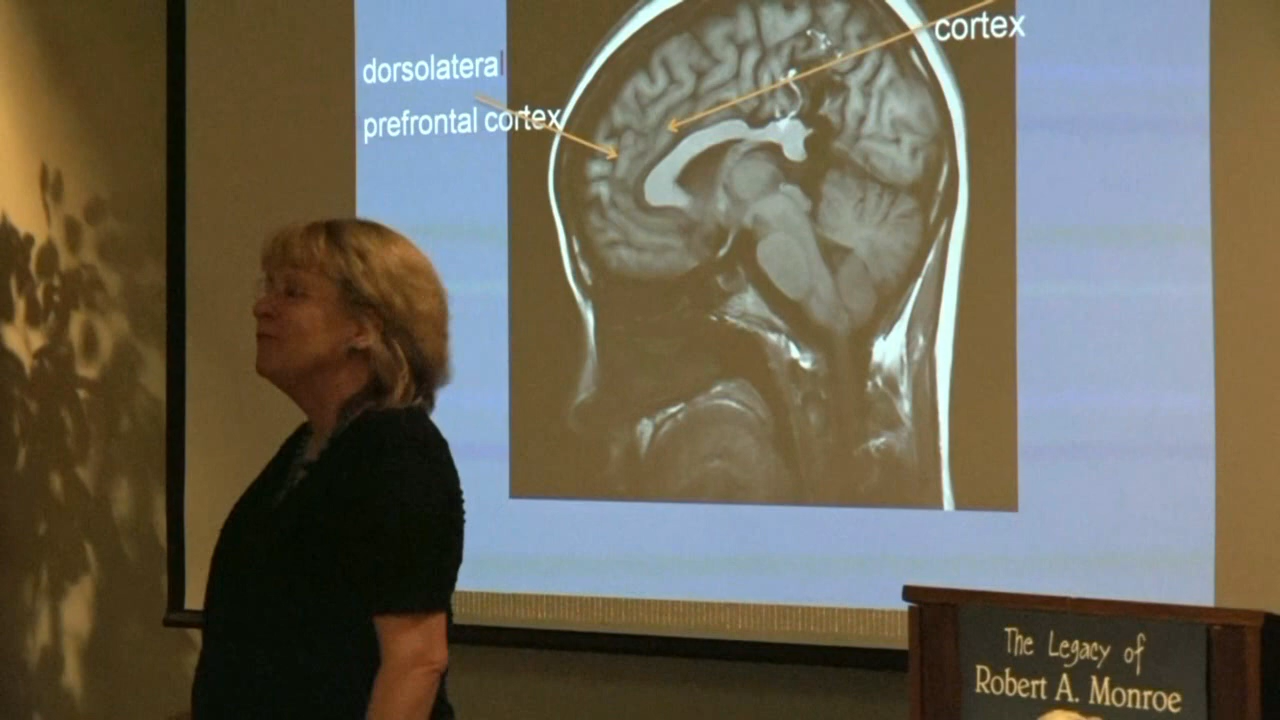 dorsolateral
prefrontal cortex
cortex
The Legacy of
Robert A. Monroe